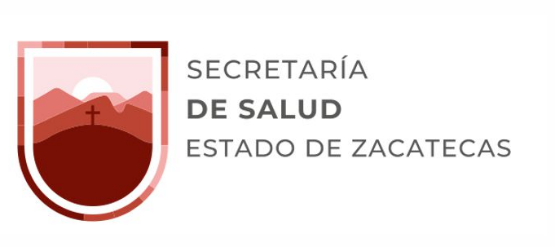 SECRETARÍA
DE SALUD
ESTADO DE ZACATECAS